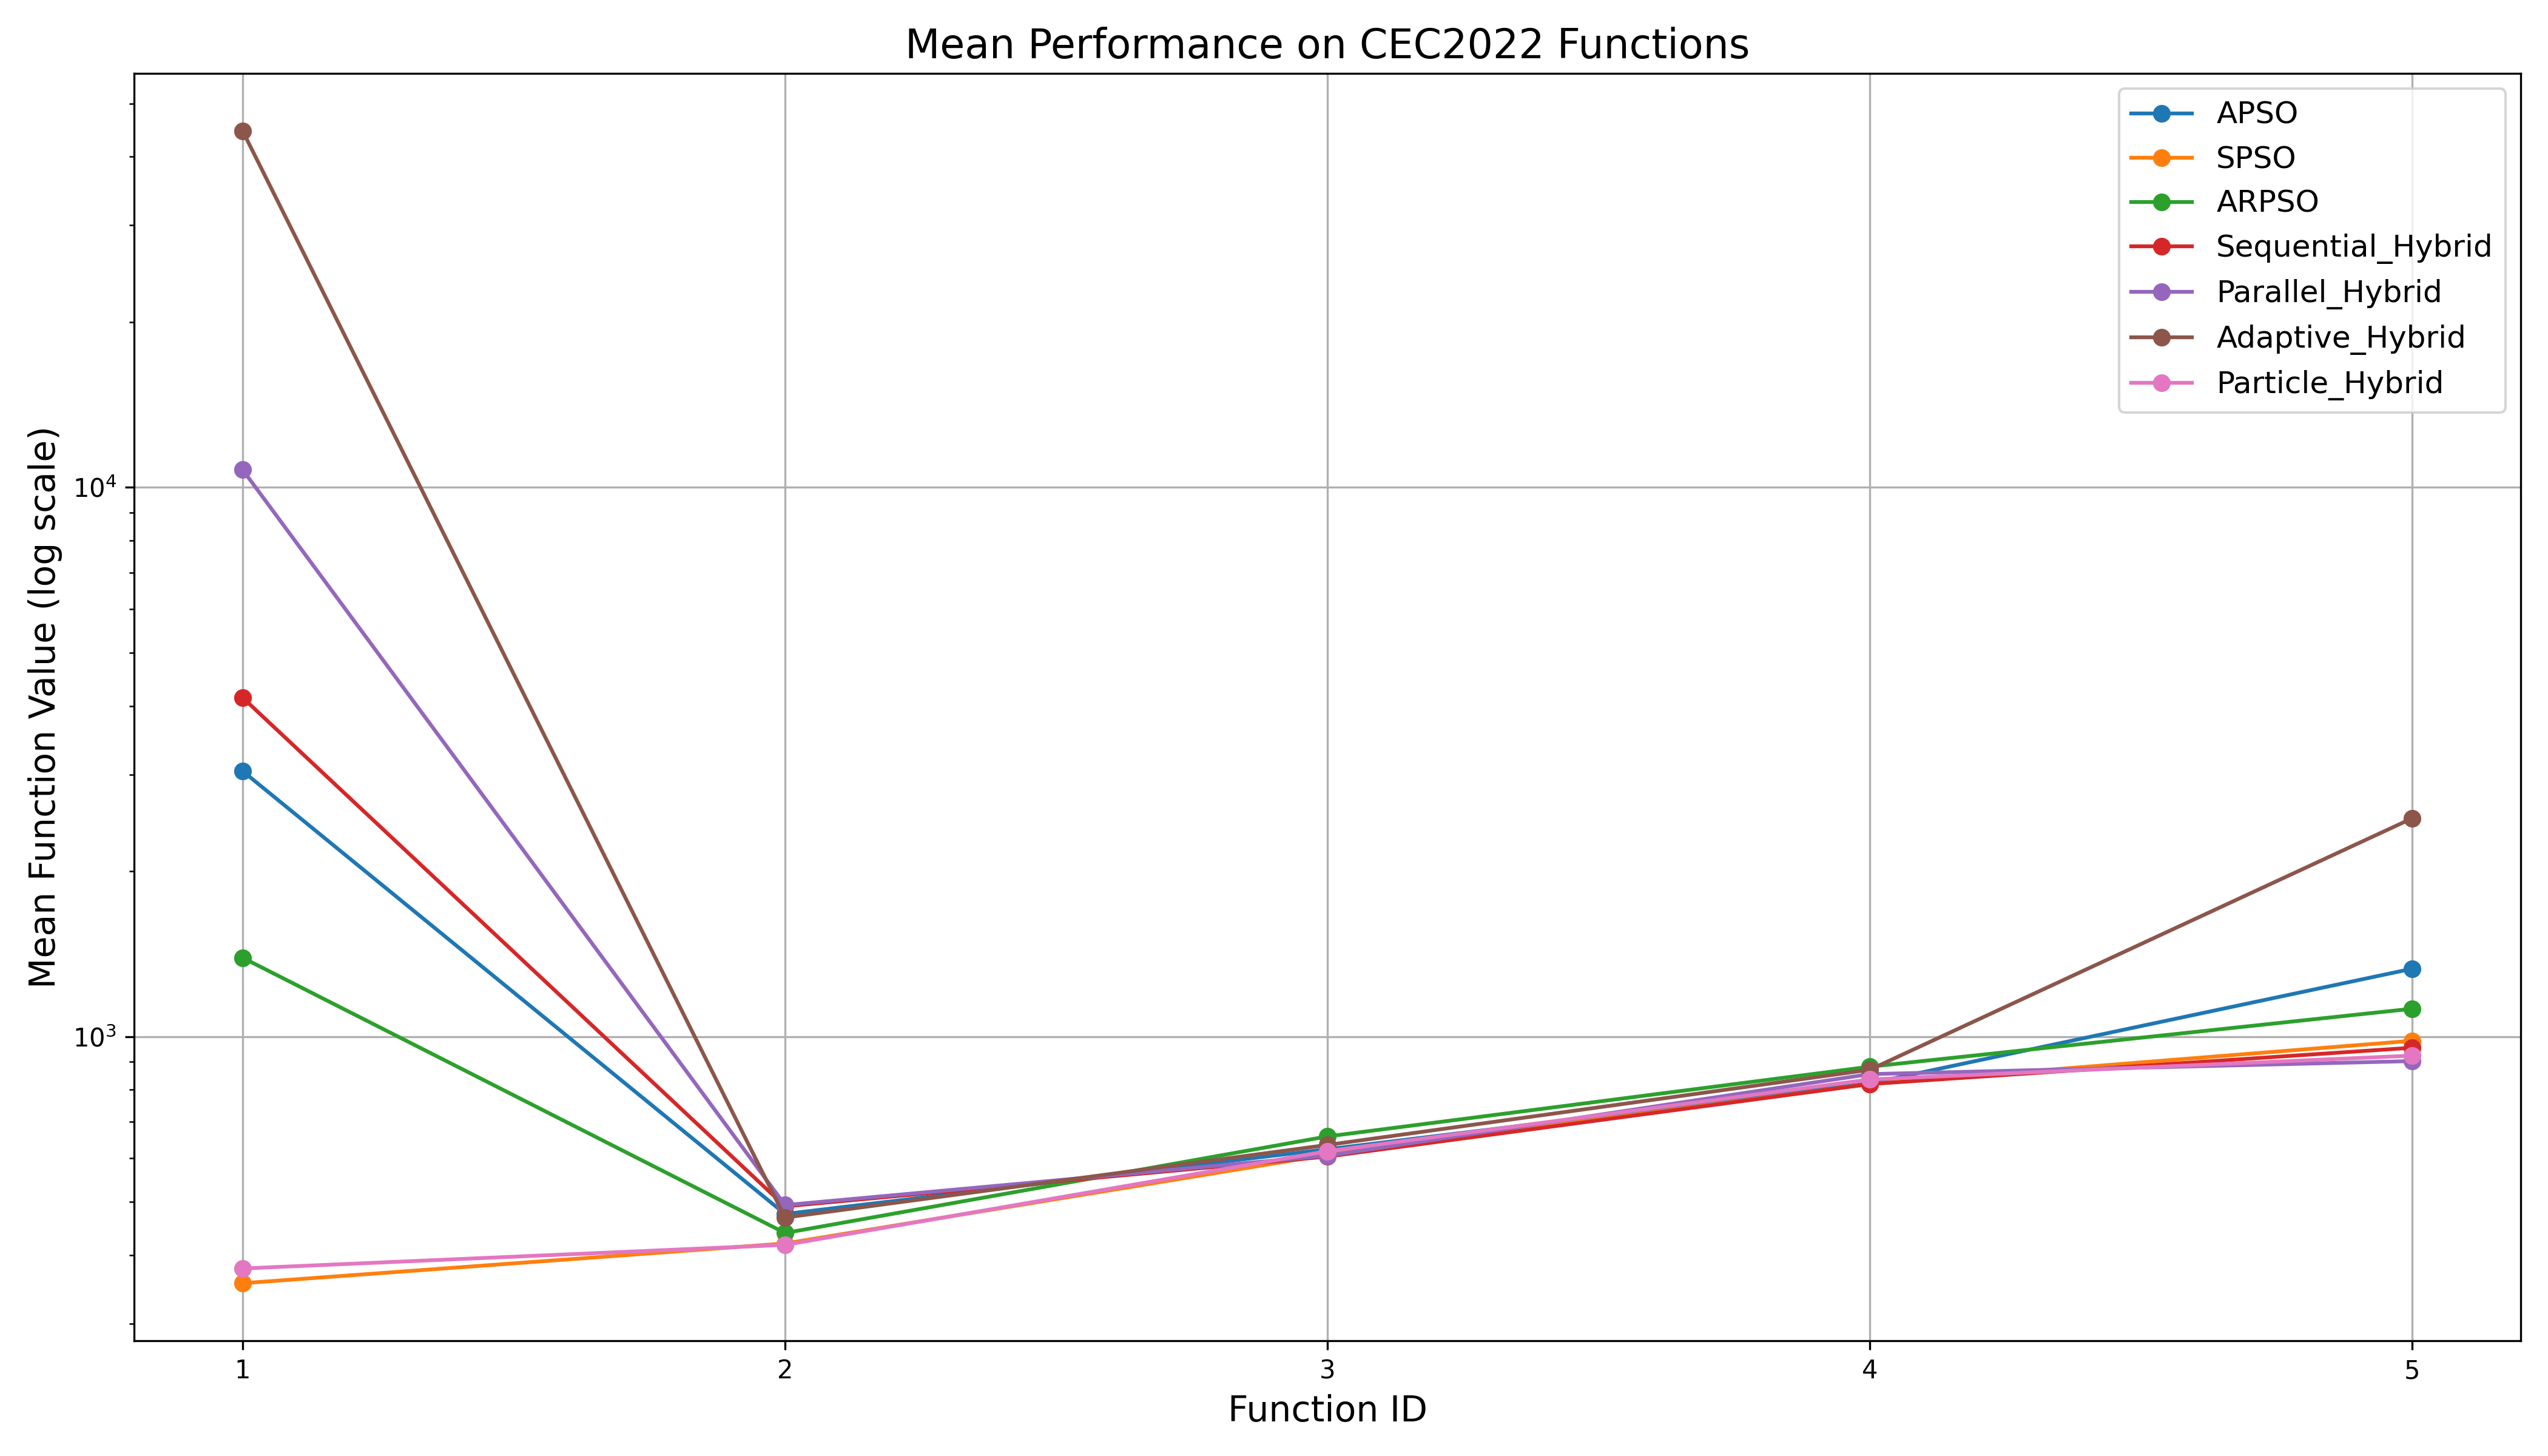 Mean Performance on CEC2022 Functions
Mean Function Value (log scale)
10⁴
10³
APSO
SPSO
ARPSO
Sequential_Hybrid
Parallel_Hybrid
Adaptive_Hybrid
Particle_Hybrid
1 2 3 4 5
Function ID